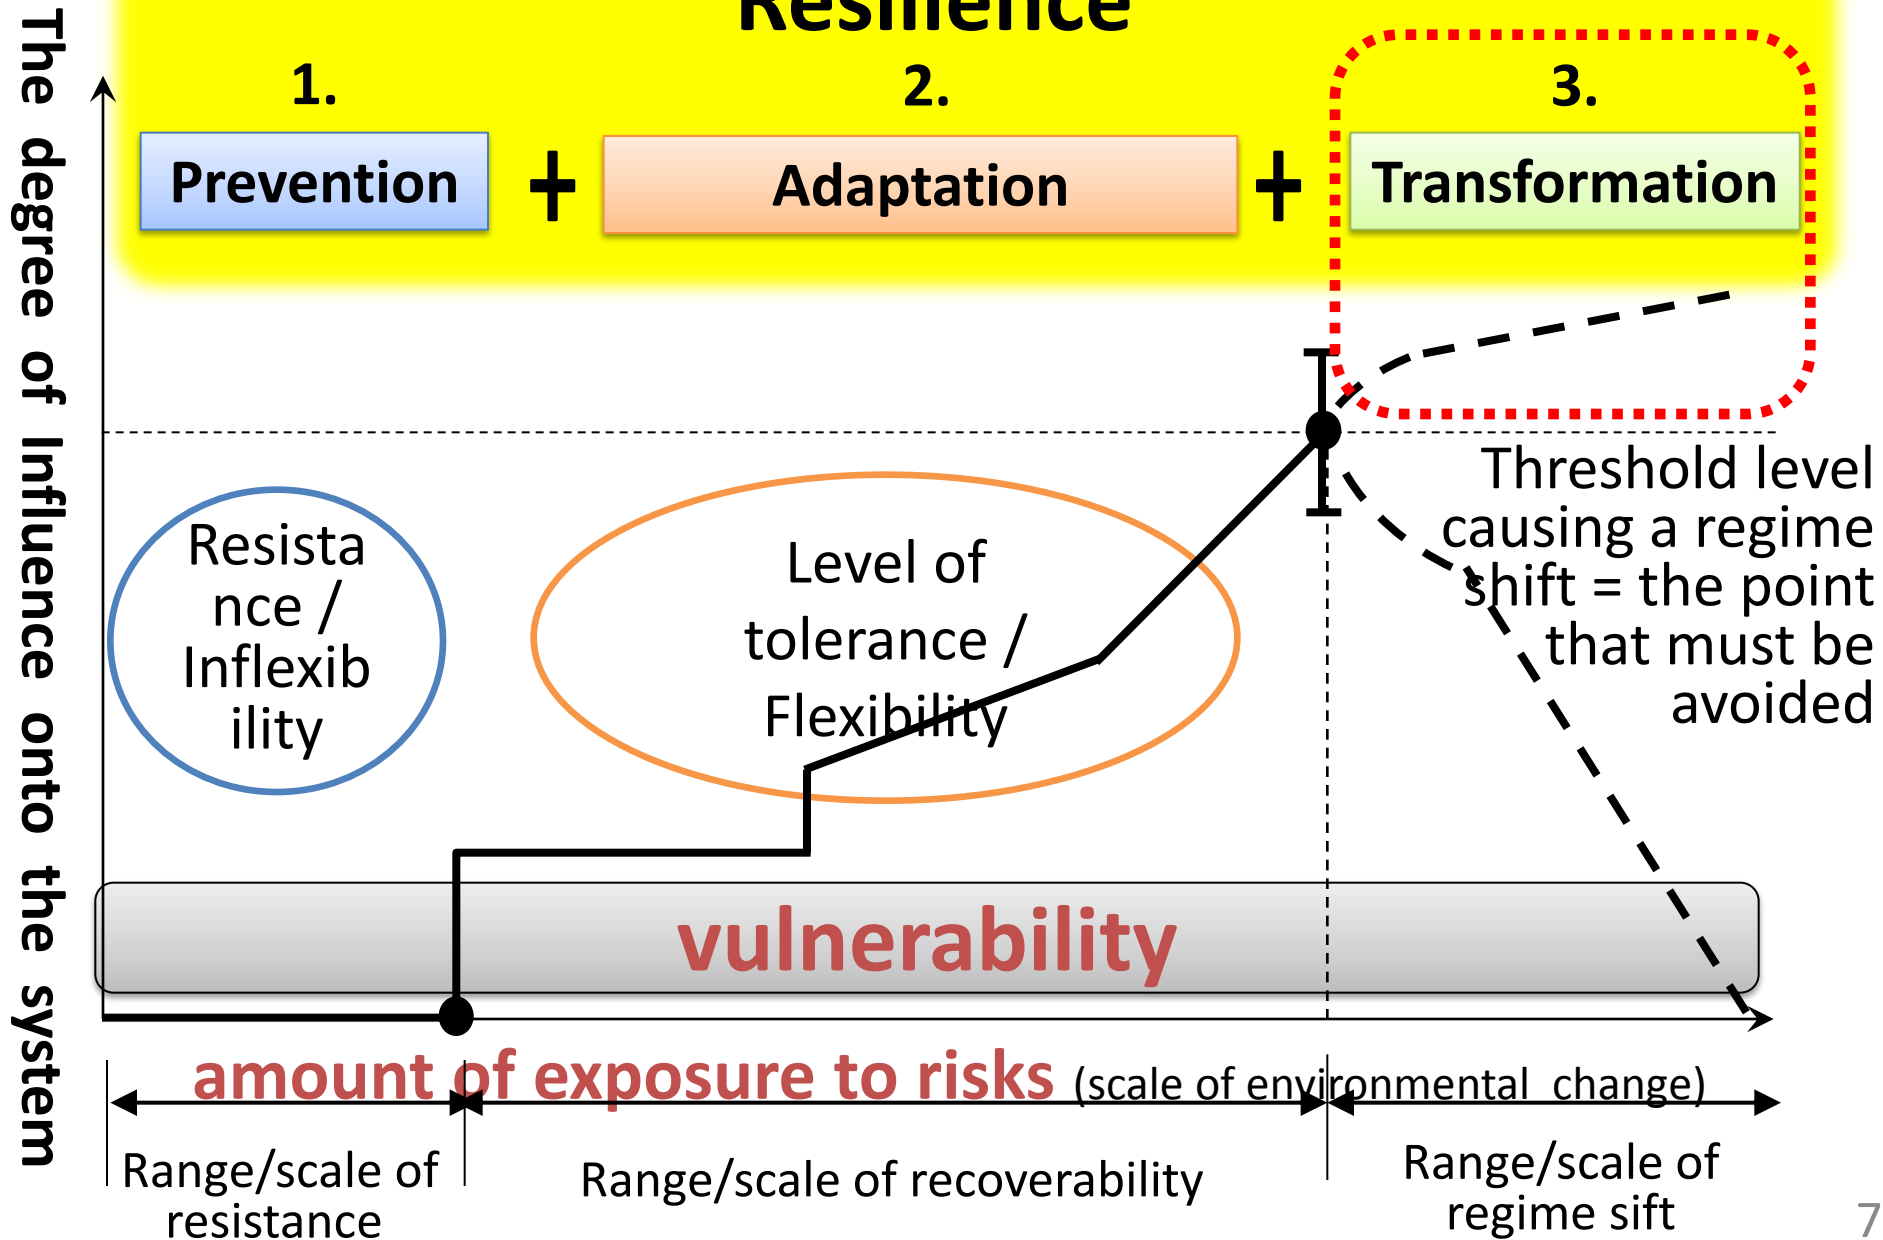 Resilience
1.
2.
3.
Prevention
+
Adaptation
+
Transformation
The degree of Influence onto the system
Resista
nce /
Inflexib
ility
Level of
tolerance /
Flexibility
Threshold level
causing a regime
shift = the point
that must be
avoided
vulnerability
amount of exposure to risks (scale of environmental change)
Range/scale of
resistance
Range/scale of recoverability
Range/scale of
regime sift
7